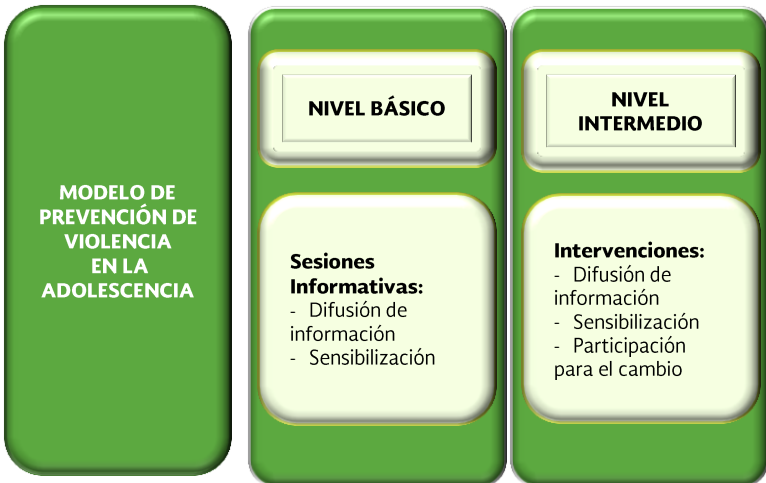 MODELO DE
PREVENCIÓN DE
VIOLENCIA
EN LA
ADOLESCENCIA
NIVEL BÁSICO
Sesiones
Informativas:
- Difusión de
información
- Sensibilización
NIVEL
INTERMEDIO
Intervenciones:
- Difusión de
información
- Sensibilización
- Participación
para el cambio